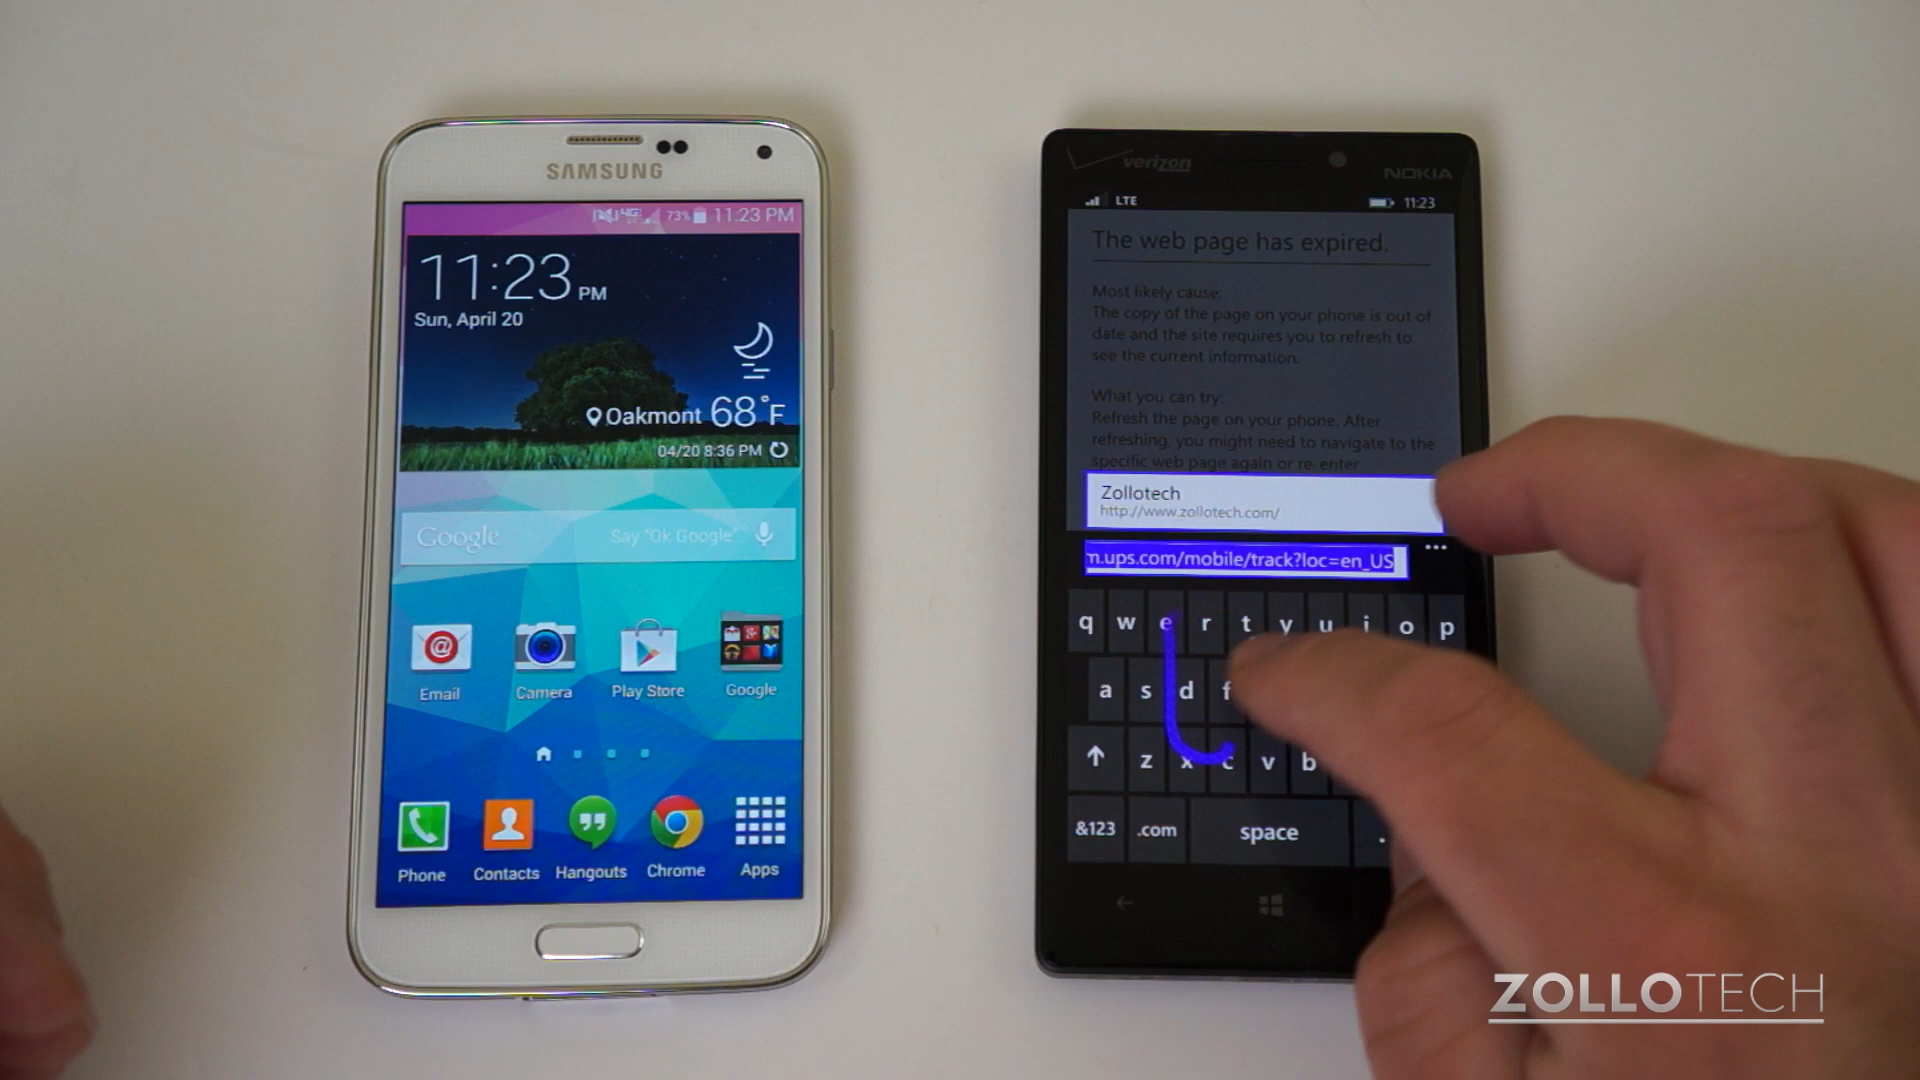 SAMSUNG
4G 73% 11:23 PM
11:23 PM
Sun, April 20
Oakmont 68°F
04/20 8:36 PM
Google Say "Ok Google"
Email Camera Play Store Google
Phone Contacts Hangouts Chrome Apps
verizon
NOKIA
LTE 11:23
The web page has expired.
Most likely cause:
The copy of the page on your phone is out of
date and the site requires you to refresh to
see the current information.
What you can try:
Refresh the page on your phone. After
refreshing, you might need to navigate to the
specific web page again or re-enter
Zollotech
http://www.zollotech.com/
m.ups.com/mobile/track?loc=en_US
q w e r t y u i o p
a s d f
z x c v b
&123 .com space .
ZOLLOTECH